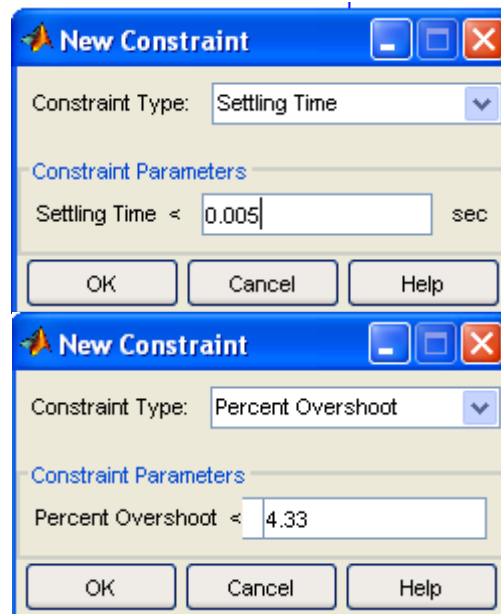 New Constraint
Constraint Type: Settling Time
Constraint Parameters
Settling Time < 0.005 sec
OK Cancel Help
New Constraint
Constraint Type: Percent Overshoot
Constraint Parameters
Percent Overshoot < 4.33
OK Cancel Help